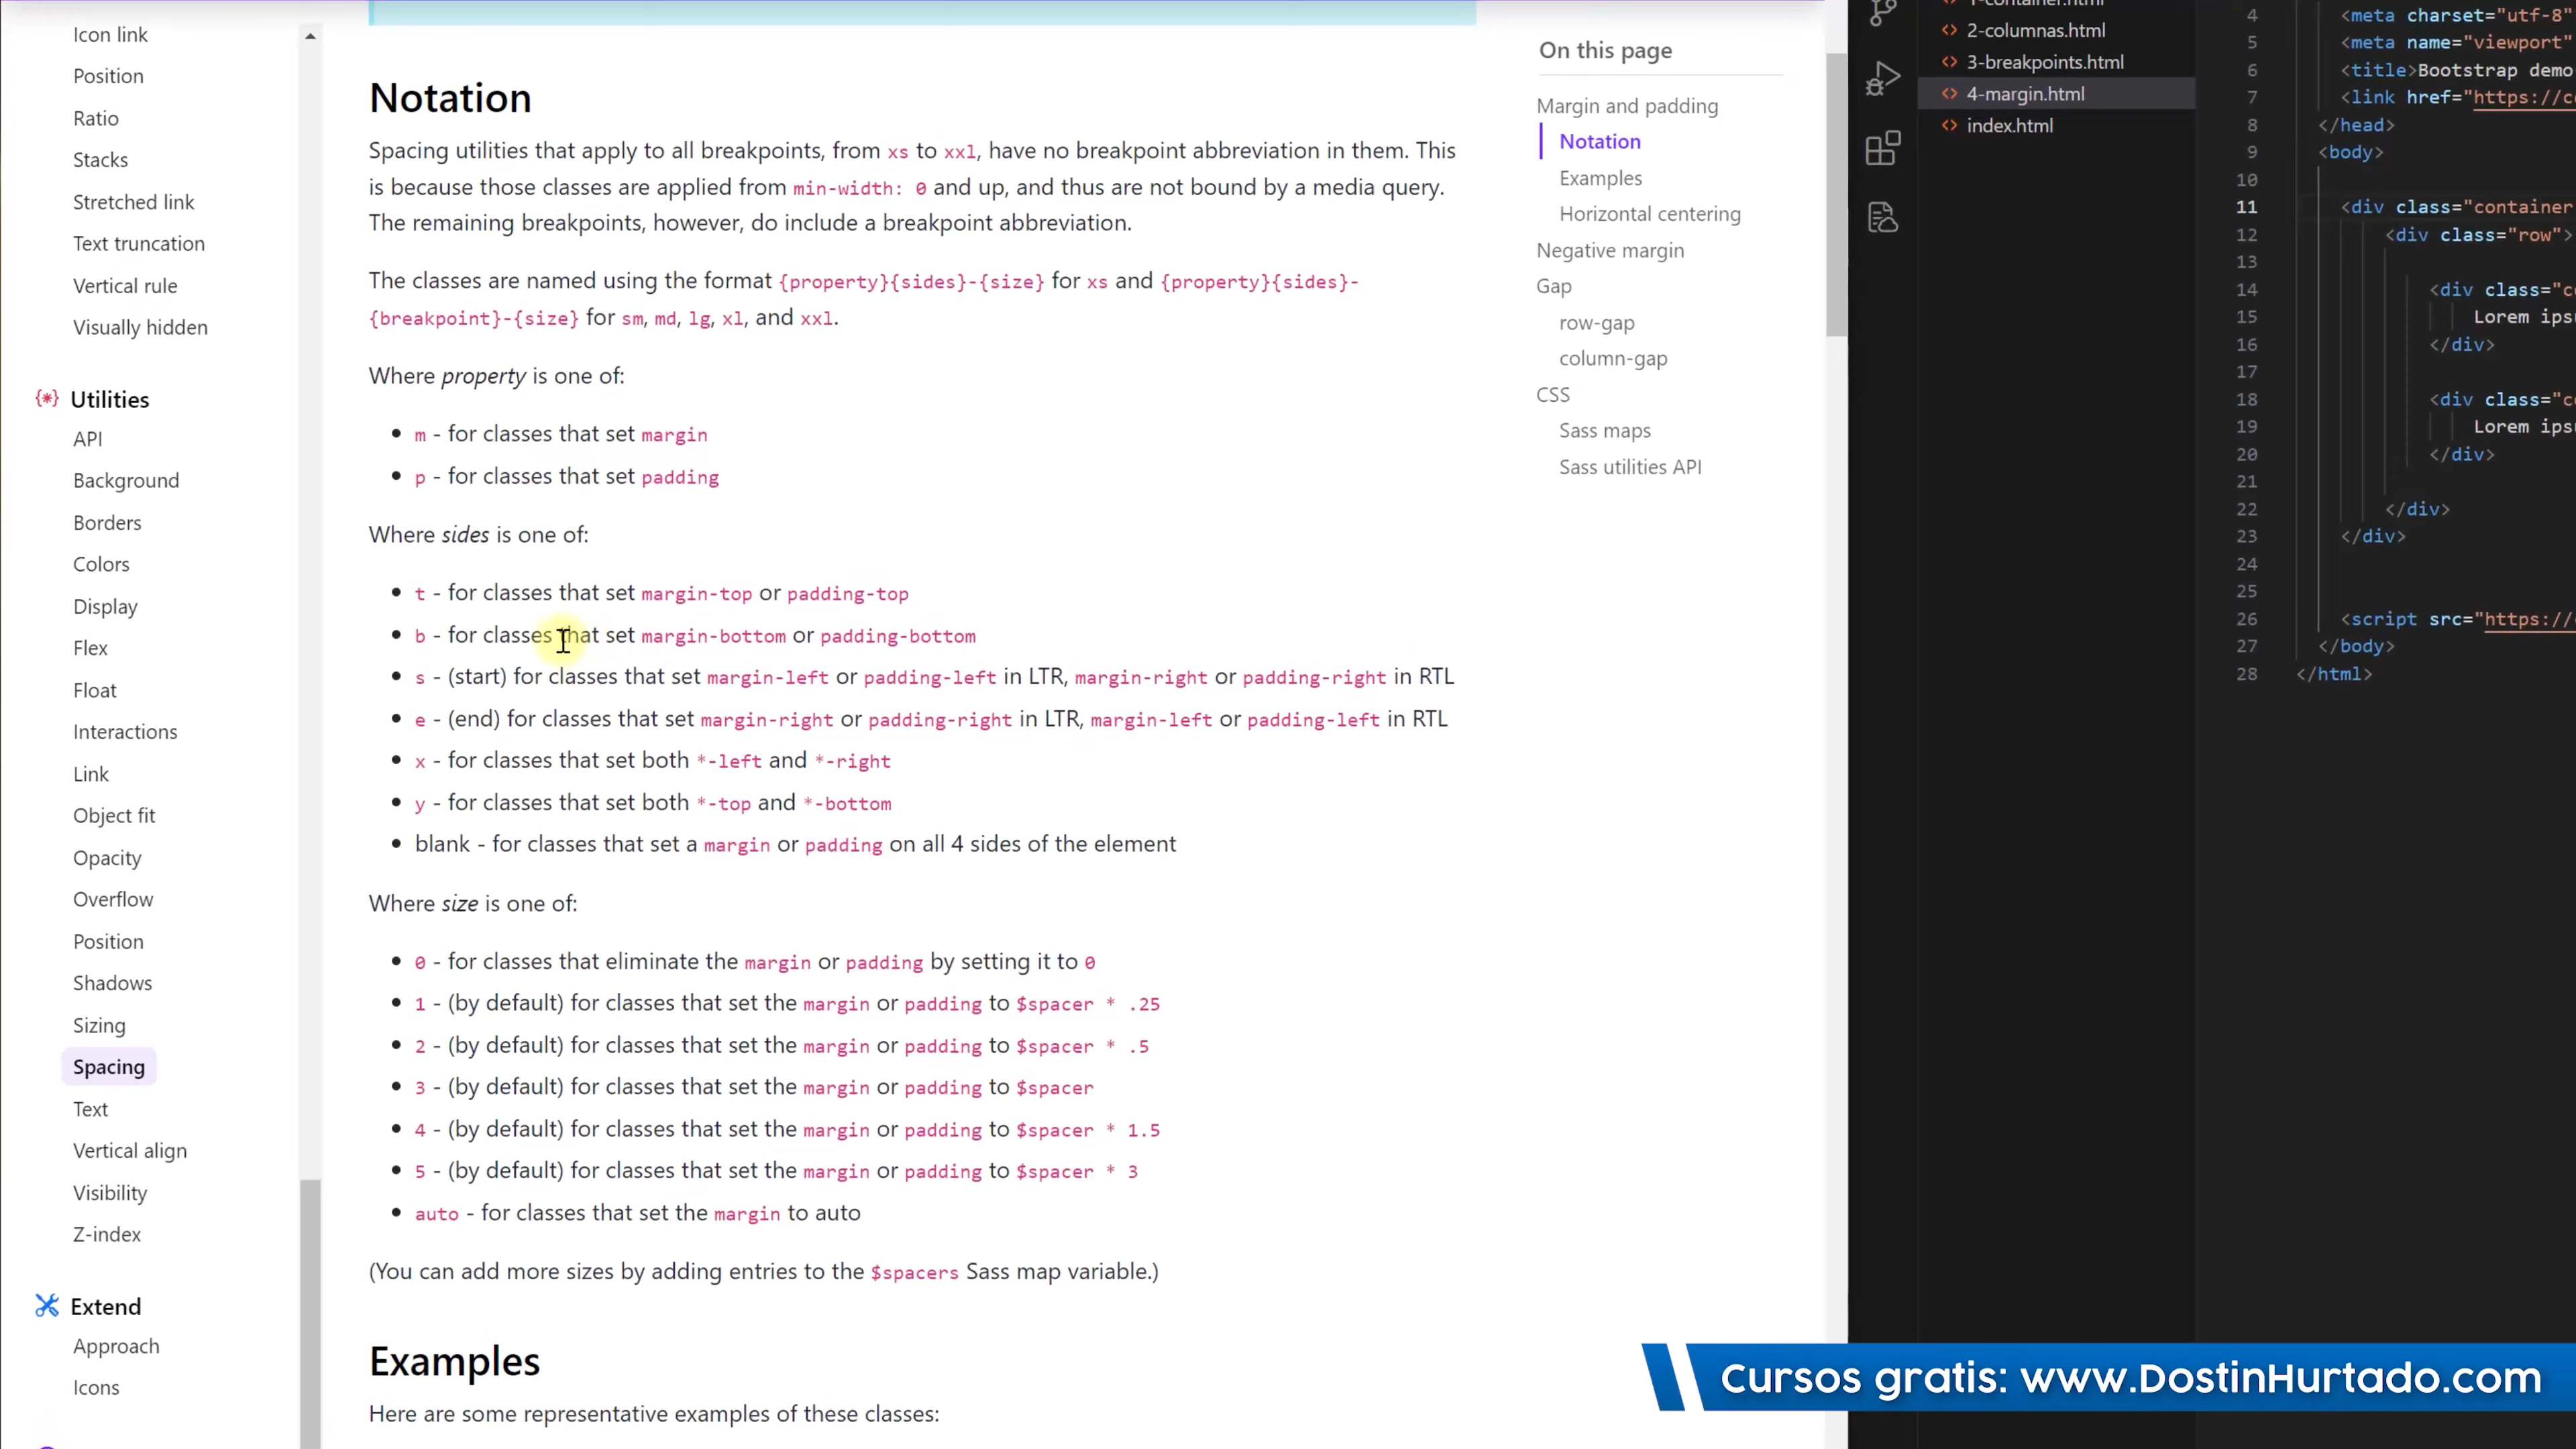 Icon link
Position
Ratio
Stacks
Stretched link
Text truncation
Vertical rule
Visually hidden
Utilities
API
Background
Borders
Colors
Display
Flex
Float
Interactions
Link
Object fit
Opacity
Overflow
Position
Shadows
Sizing
Spacing
Text
Vertical align
Visibility
Z-index
Extend
Approach
Icons
Notation
Spacing utilities that apply to all breakpoints, from xs to xxl, have no breakpoint abbreviation in them. This
is because those classes are applied from min-width: 0 and up, and thus are not bound by a media query.
The remaining breakpoints, however, do include a breakpoint abbreviation.
The classes are named using the format {property}{sides}-{size} for xs and {property}{sides}-
{breakpoint}-{size} for sm, md, lg, xl, and xxl.
Where property is one of:
m - for classes that set margin
p - for classes that set padding
Where sides is one of:
t - for classes that set margin-top or padding-top
b - for classes that set margin-bottom or padding-bottom
s - (start) for classes that set margin-left or padding-left in LTR, margin-right or padding-right in RTL
e - (end) for classes that set margin-right or padding-right in LTR, margin-left or padding-left in RTL
x - for classes that set both *-left and *-right
y - for classes that set both *-top and *-bottom
blank - for classes that set a margin or padding on all 4 sides of the element
Where size is one of:
0 - for classes that eliminate the margin or padding by setting it to 0
1 - (by default) for classes that set the margin or padding to $spacer * .25
2 - (by default) for classes that set the margin or padding to $spacer * .5
3 - (by default) for classes that set the margin or padding to $spacer
4 - (by default) for classes that set the margin or padding to $spacer * 1.5
5 - (by default) for classes that set the margin or padding to $spacer * 3
auto - for classes that set the margin to auto
(You can add more sizes by adding entries to the $spacers Sass map variable.)
Examples
Here are some representative examples of these classes:
On this page
Margin and padding
Notation
Examples
Horizontal centering
Negative margin
Gap
row-gap
column-gap
CSS
Sass maps
Sass utilities API
1-container.html
2-columnas.html
3-breakpoints.html
4-margin.html
index.html
4 <meta charset="utf-8"
5 <meta name="viewport"
6 <title>Bootstrap demo
7 <link href="https://c
8 </head>
9 <body>
10
11 <div class="container
12 <div class="row">
13
14 <div class="c
15 Lorem ips
16 </div>
17
18 <div class="c
19 Lorem ips
20 </div>
21
22 </div>
23 </div>
24
25
26 <script src="https://
27 </body>
28 </html>
Cursos gratis: www.DostinHurtado.com